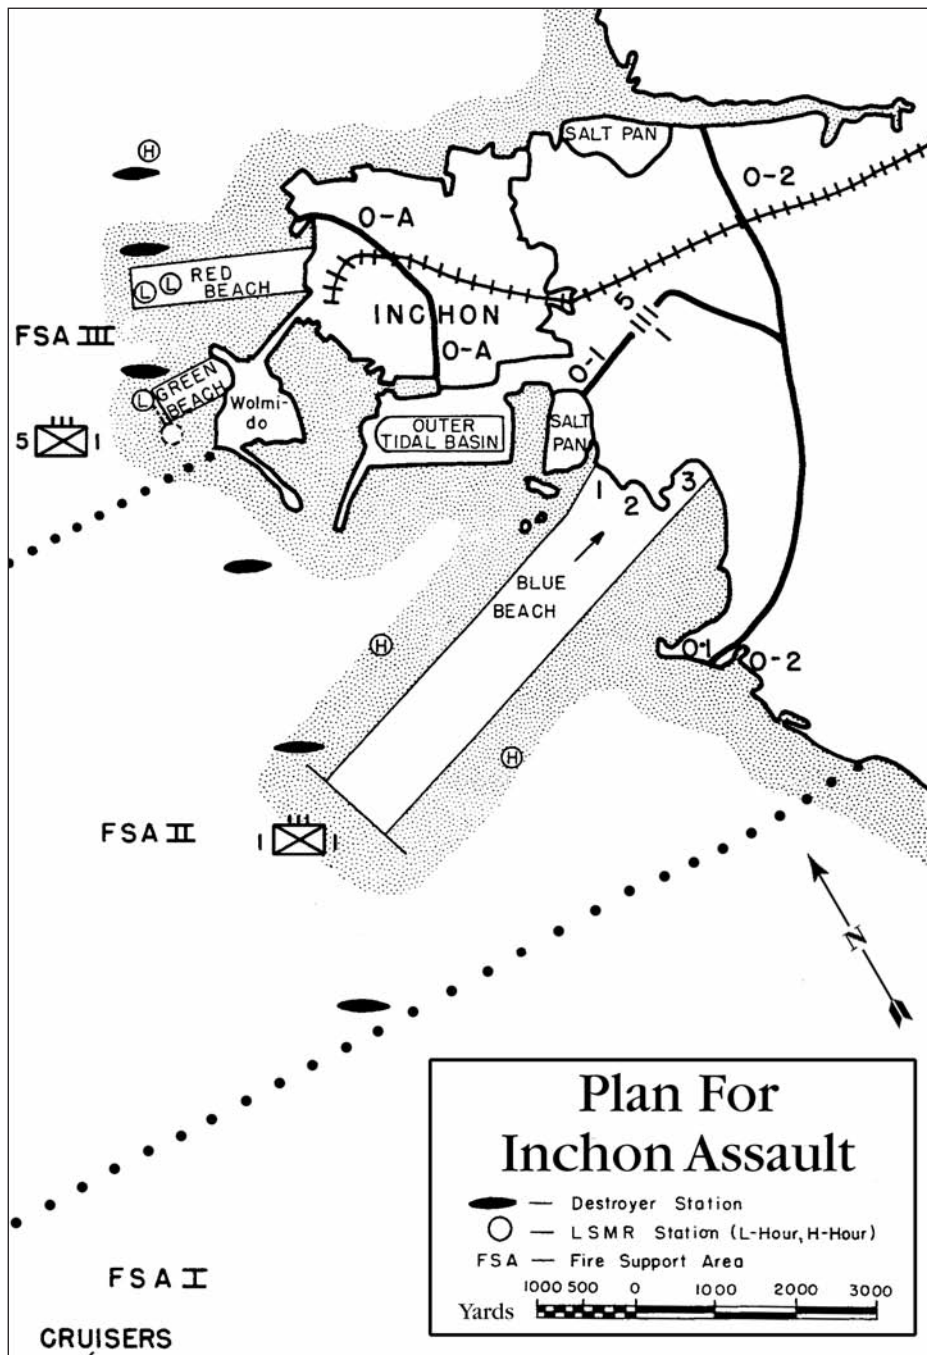 SALT PAN
H
O-2
O-A
RED
BEACH
L L
5
1
INCHON
FSA III
O-A
O-1
GREEN
BEACH
L
Wolmi-
do
SALT
PAN
OUTER
TIDAL BASIN
5 1
1
2
3
BLUE
BEACH
H
O-1
O-2
H
FSA II
1 1
N
Plan For
Inchon Assault
— Destroyer Station
— LSMR Station (L-Hour, H-Hour)
FSA — Fire Support Area
1000 500 0 1000 2000 3000
Yards
FSA I
CRUISERS